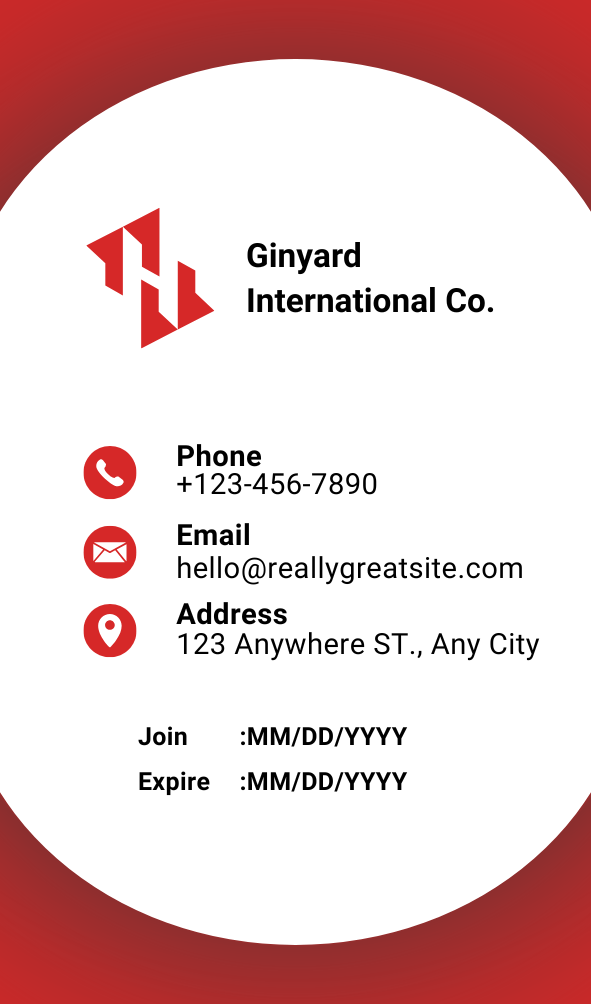 Ginyard
International Co.
Phone
+123-456-7890
Email
hello@reallygreatsite.com
Address
123 Anywhere ST., Any City
Join :MM/DD/YYYY
Expire :MM/DD/YYYY